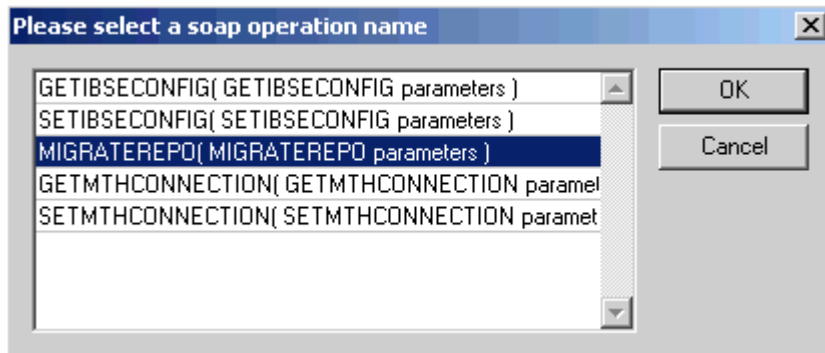 Please select a soap operation name
GETIBSECONFIG( GETIBSECONFIG parameters )
SETIBSECONFIG( SETIBSECONFIG parameters )
MIGRATEREPO( MIGRATEREPO parameters )
GETMTHCONNECTION( GETMTHCONNECTION paramet
SETMTHCONNECTION( SETMTHCONNECTION paramet
OK
Cancel